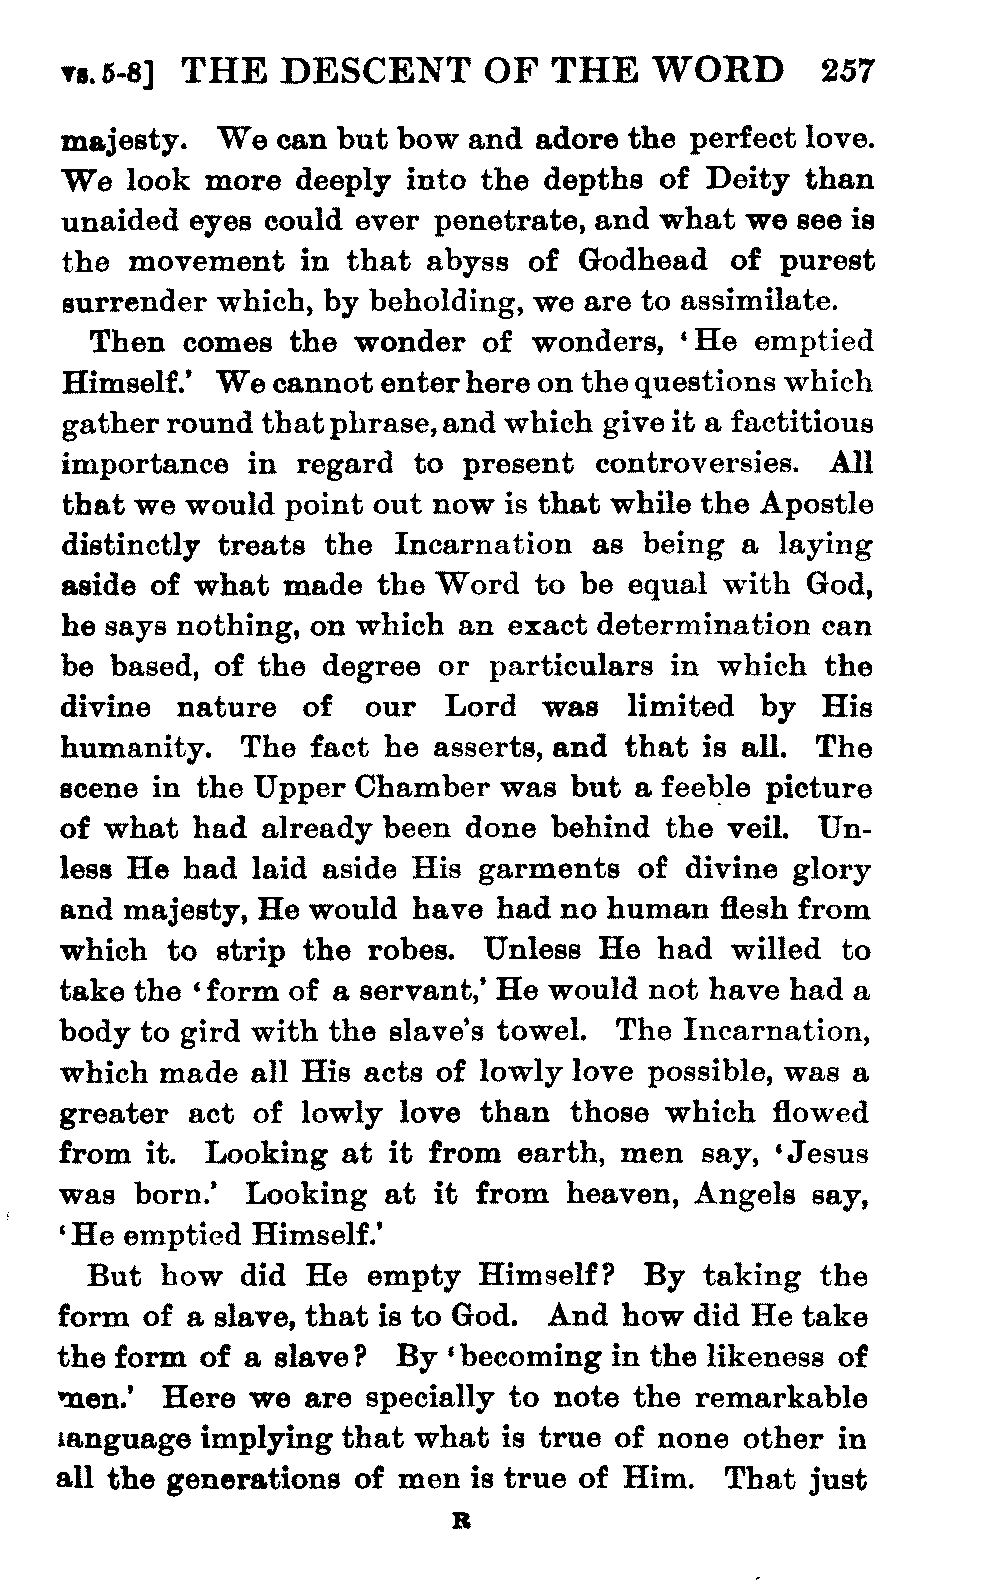 vs. 5-8] THE DESCENT OF THE WORD 257
majesty. We can but bow and adore the perfect love.
We look more deeply into the depths of Deity than
unaided eyes could ever penetrate, and what we see is
the movement in that abyss of Godhead of purest
surrender which, by beholding, we are to assimilate.
Then comes the wonder of wonders, ‘He emptied
Himself.’ We cannot enter here on the questions which
gather round that phrase, and which give it a factitious
importance in regard to present controversies. All
that we would point out now is that while the Apostle
distinctly treats the Incarnation as being a laying
aside of what made the Word to be equal with God,
he says nothing, on which an exact determination can
be based, of the degree or particulars in which the
divine nature of our Lord was limited by His
humanity. The fact he asserts, and that is all. The
scene in the Upper Chamber was but a feeble picture
of what had already been done behind the veil. Un-
less He had laid aside His garments of divine glory
and majesty, He would have had no human flesh from
which to strip the robes. Unless He had willed to
take the ‘form of a servant,’ He would not have had a
body to gird with the slave’s towel. The Incarnation,
which made all His acts of lowly love possible, was a
greater act of lowly love than those which flowed
from it. Looking at it from earth, men say, ‘Jesus
was born.’ Looking at it from heaven, Angels say,
‘He emptied Himself.’
But how did He empty Himself? By taking the
form of a slave, that is to God. And how did He take
the form of a slave? By ‘becoming in the likeness of
men.’ Here we are specially to note the remarkable
language implying that what is true of none other in
all the generations of men is true of Him. That just
R